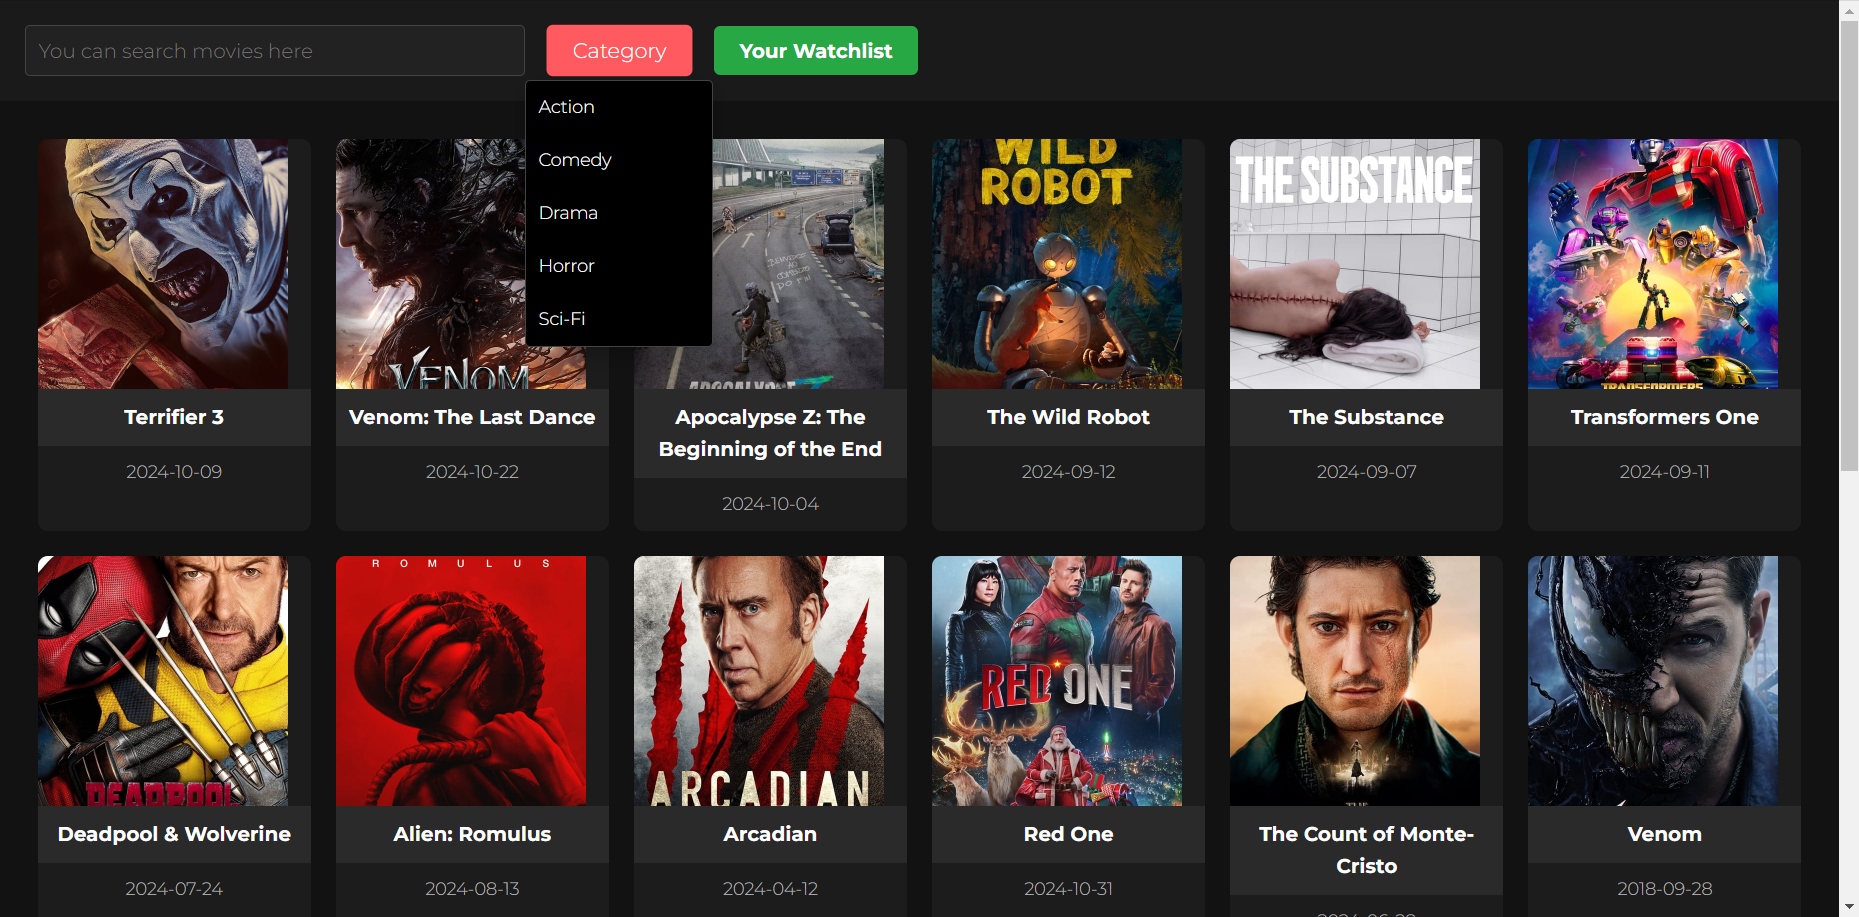 You can search movies here
Category
Your Watchlist
Action
Comedy
Drama
Horror
Sci-Fi
VENOM
WILD
ROBOT
THE SUBSTANCE
TRANSFORMERS
Terrifier 3
Venom: The Last Dance
Apocalypse Z: The
Beginning of the End
The Wild Robot
The Substance
Transformers One
2024-10-09
2024-10-22
2024-10-04
2024-09-12
2024-09-07
2024-09-11
DEADPOOL
ROMULUS
ARCADIAN
RED ONE
THE
Deadpool & Wolverine
Alien: Romulus
Arcadian
Red One
The Count of Monte-
Cristo
Venom
2024-07-24
2024-08-13
2024-04-12
2024-10-31
2018-09-28